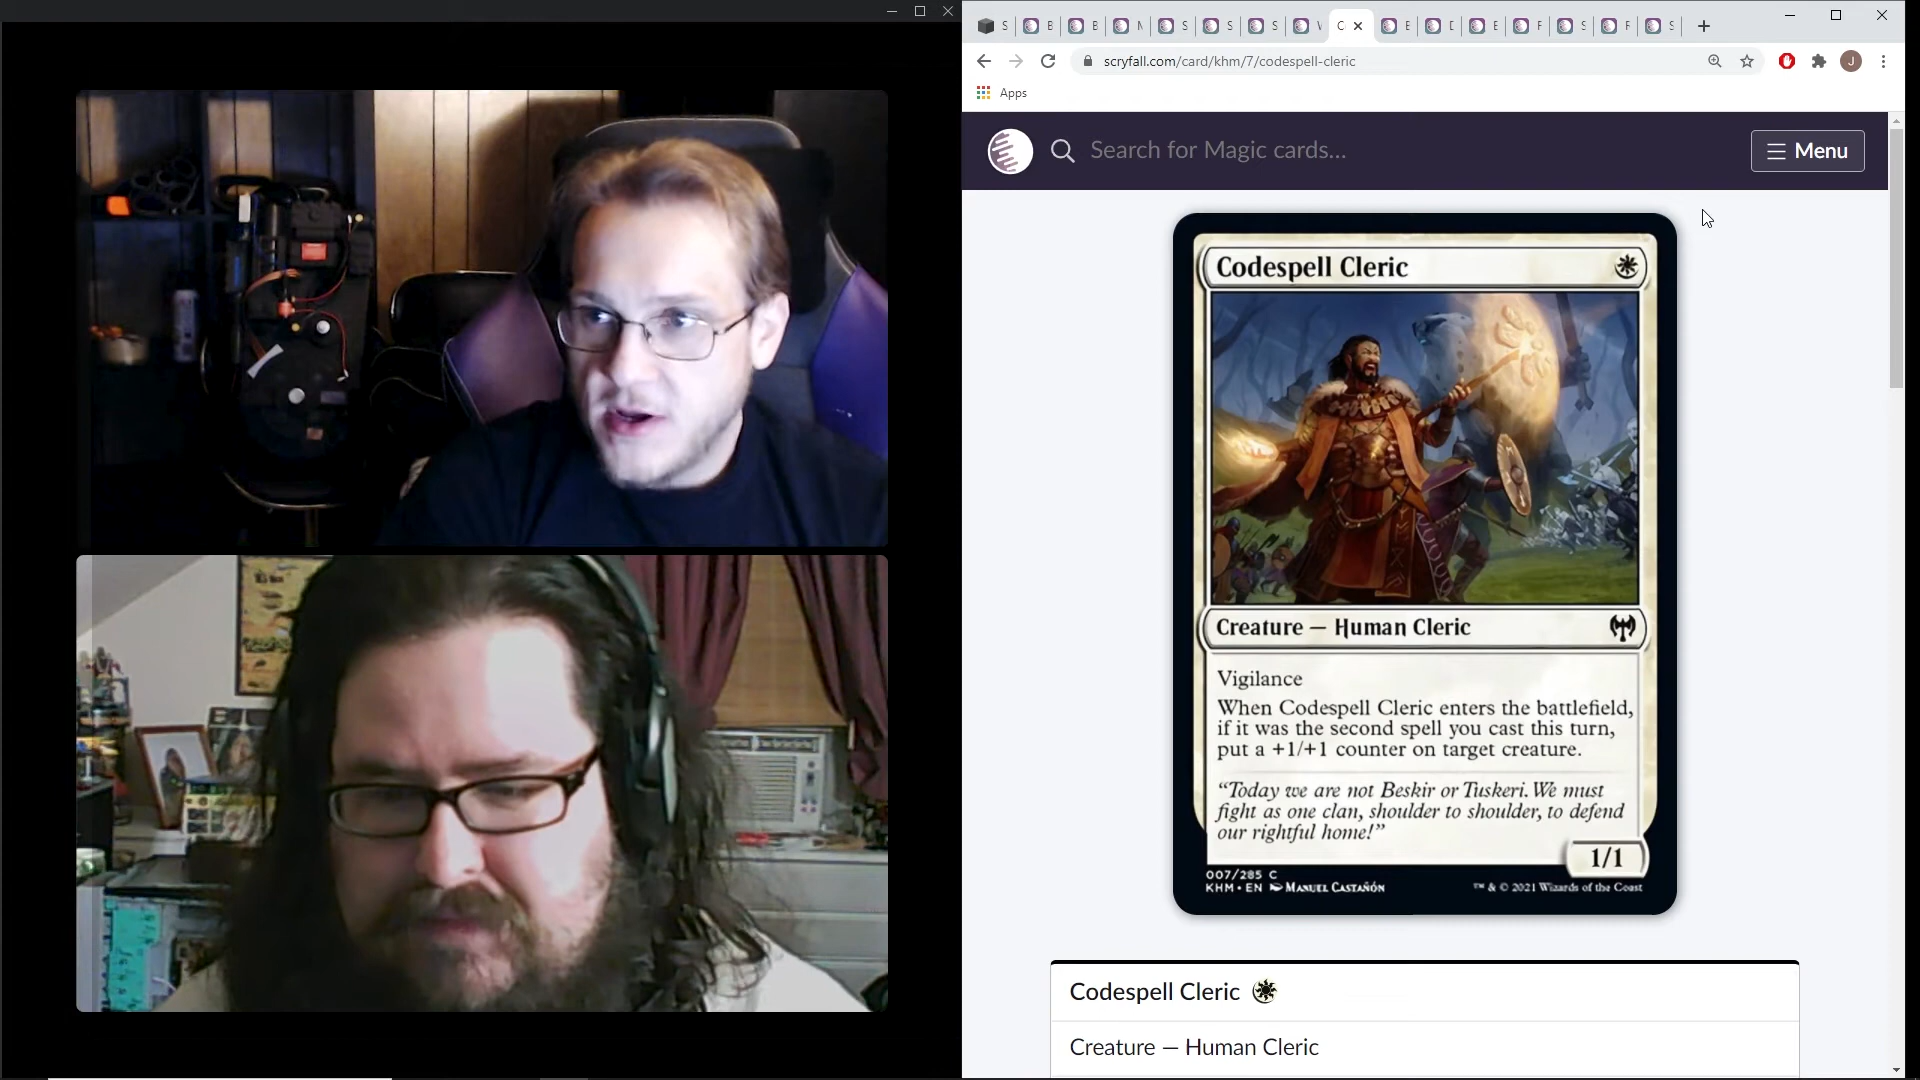 S
B
B
M
S
S
S
V
C
E
D
E
F
S
F
S
scryfall.com/card/khm/7/codespell-cleric
J
Apps
Search for Magic cards...
Menu
Codespell Cleric
Creature — Human Cleric
Vigilance
When Codespell Cleric enters the battlefield,
if it was the second spell you cast this turn,
put a +1/+1 counter on target creature.
“Today we are not Beskir or Tuskeri. We must
fight as one clan, shoulder to shoulder, to defend
our rightful home!”
1/1
007/285 C
KHM • EN MANUEL CASTAÑÓN
™ & © 2021 Wizards of the Coast
Codespell Cleric
Creature — Human Cleric